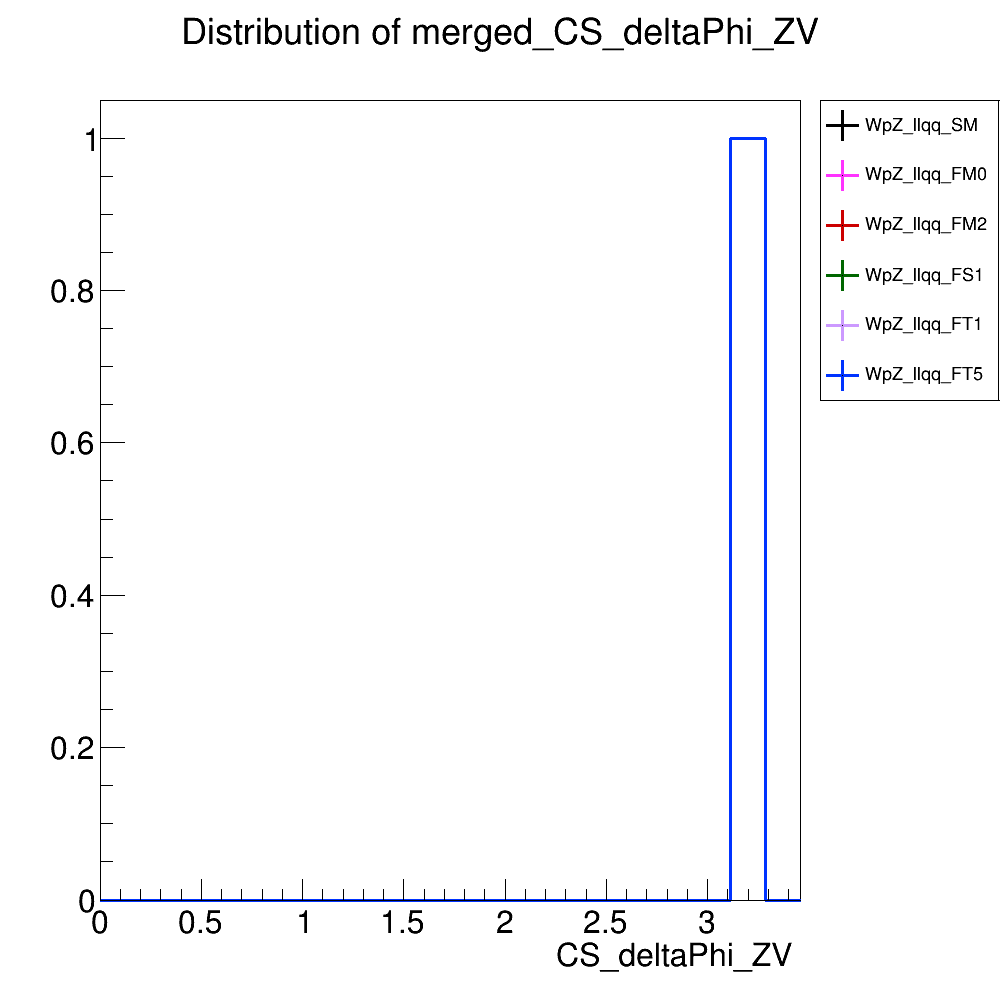 Distribution of merged_CS_deltaPhi_ZV
1
0.8
0.6
0.4
0.2
0
0 0.5 1 1.5 2 2.5 3
CS_deltaPhi_ZV
WpZ_llqq_SM
WpZ_llqq_FM0
WpZ_llqq_FM2
WpZ_llqq_FS1
WpZ_llqq_FT1
WpZ_llqq_FT5